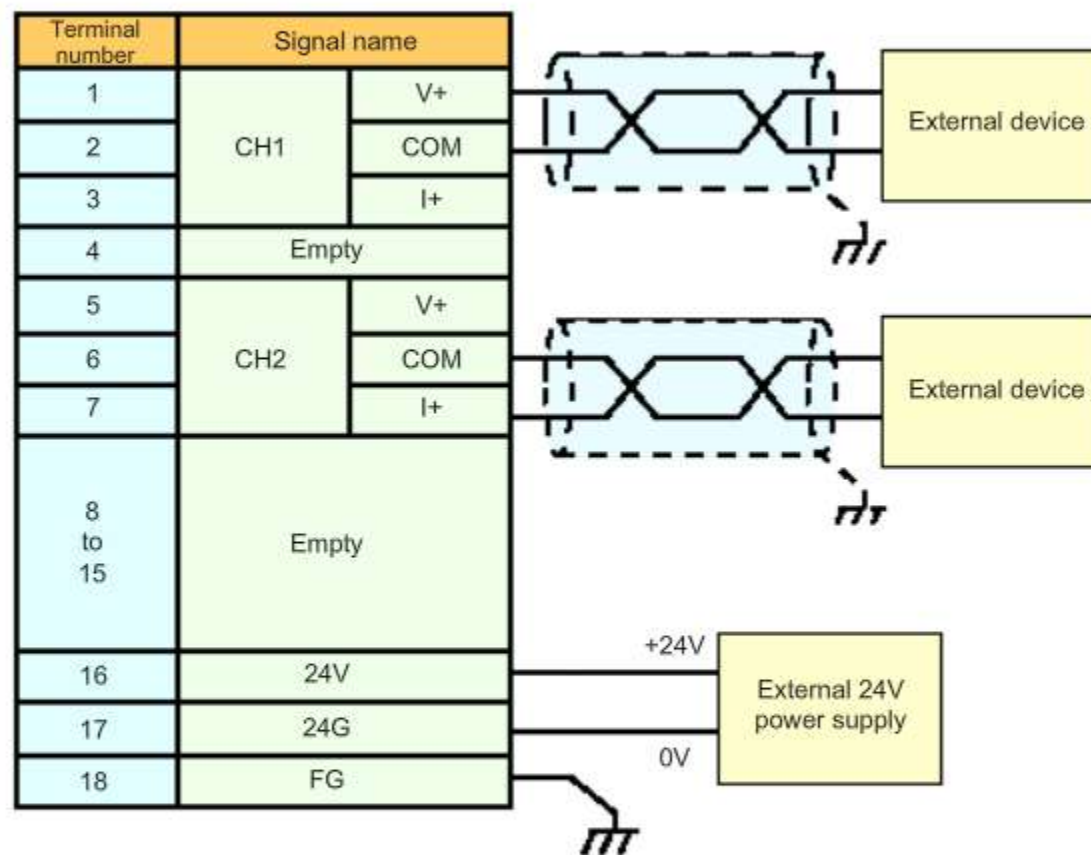 Terminal
number
Signal name
1
CH1
V+
2
COM
3
I+
4
Empty
5
CH2
V+
6
COM
7
I+
8
to
15
Empty
16
24V
17
24G
18
FG
External device
External device
+24V
0V
External 24V
power supply